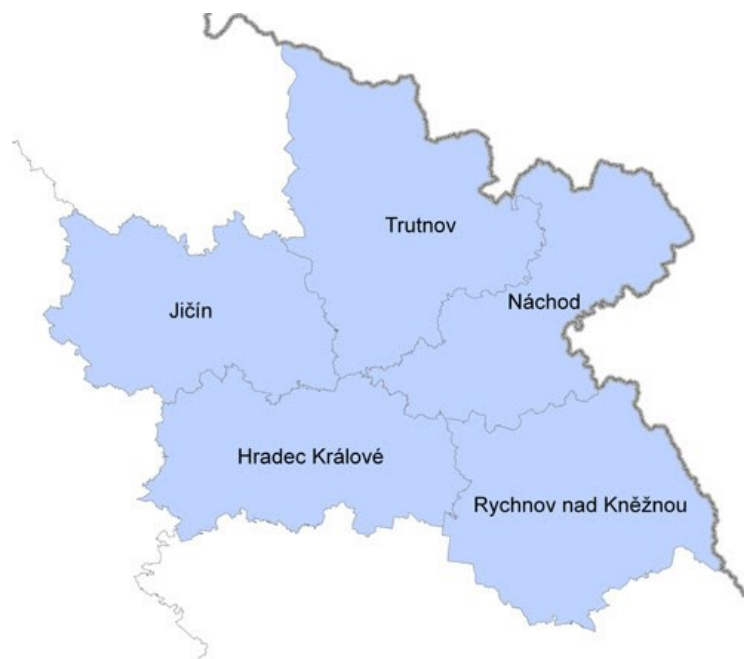 Trutnov
Náchod
Jičín
Hradec Králové
Rychnov nad Kněžnou